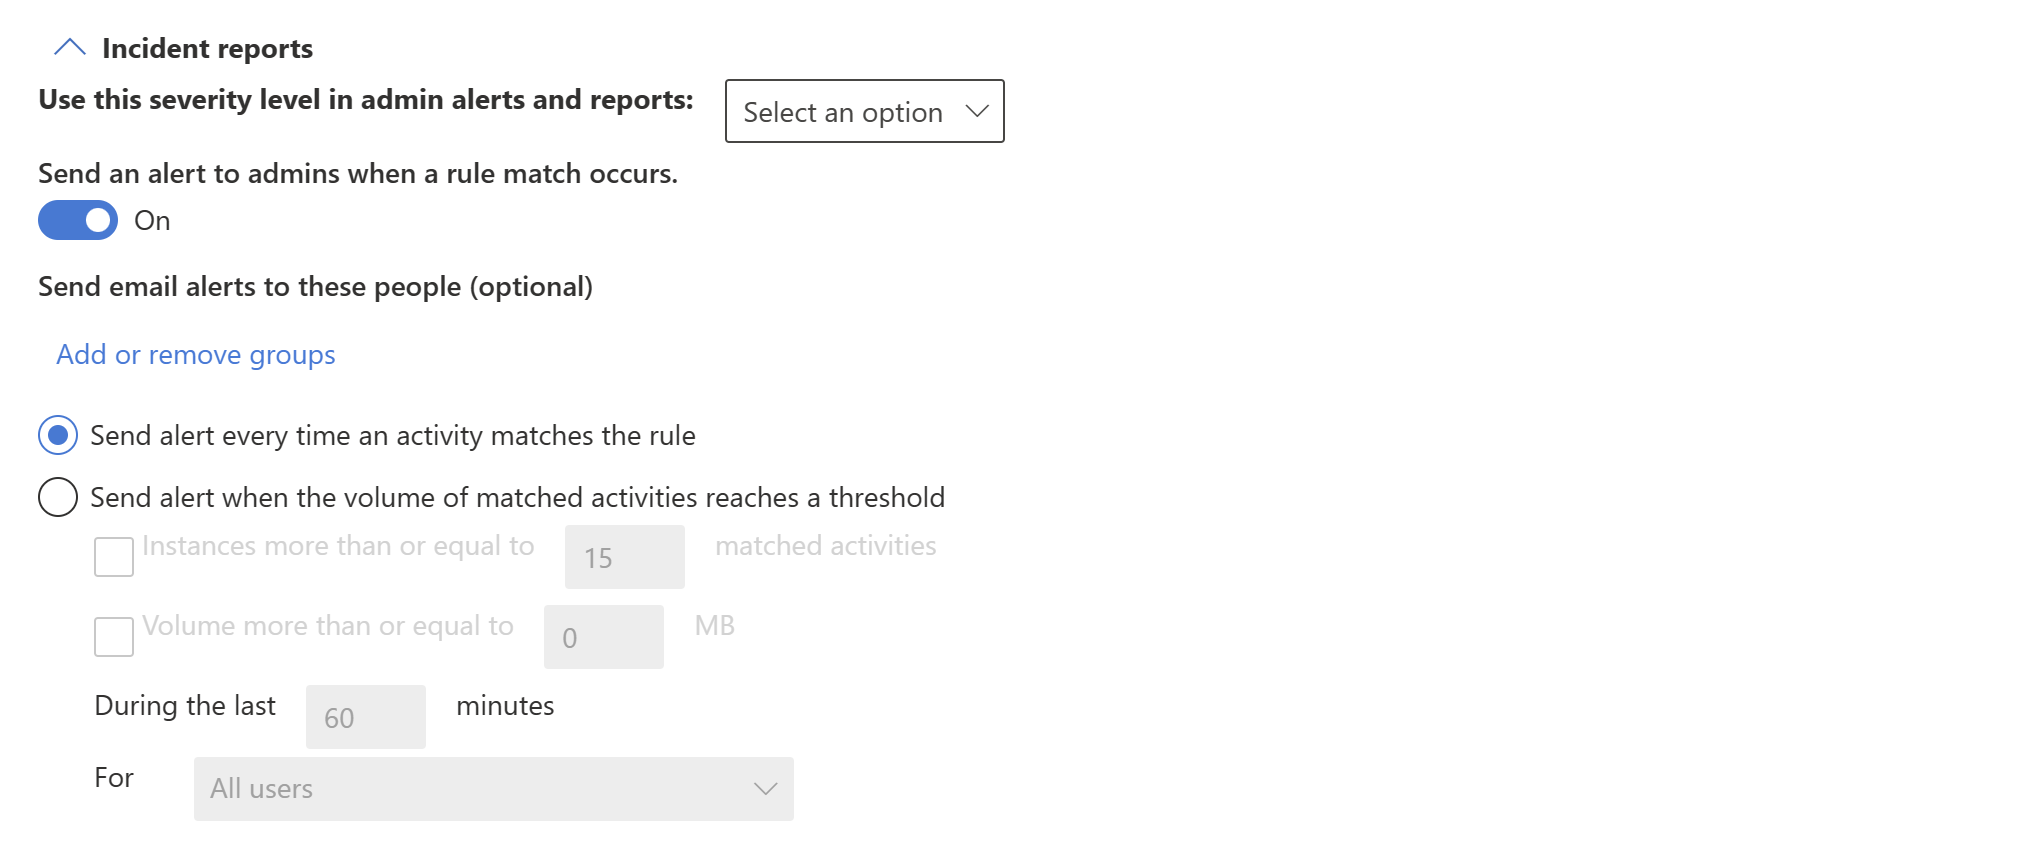 Incident reports
Use this severity level in admin alerts and reports: Select an option
Send an alert to admins when a rule match occurs.
On
Send email alerts to these people (optional)
Add or remove groups
Send alert every time an activity matches the rule
Send alert when the volume of matched activities reaches a threshold
Instances more than or equal to 15 matched activities
Volume more than or equal to 0 MB
During the last 60 minutes
For All users